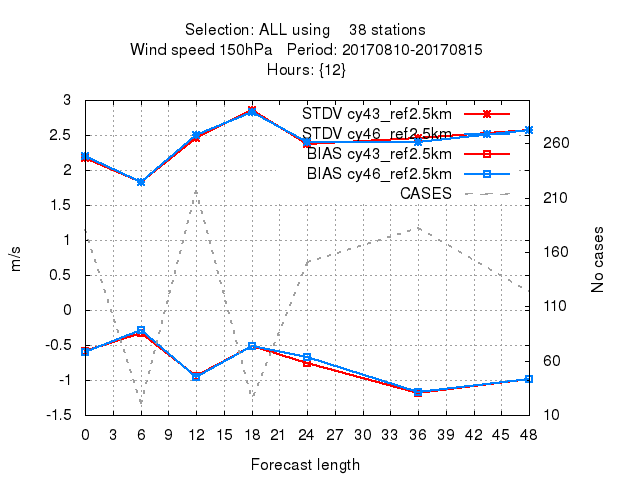 Selection: ALL using 38 stations
Wind speed 150hPa Period: 20170810-20170815
Hours: {12}
3
2.5
2
1.5
1
0.5
0
-0.5
-1
-1.5
m/s
STDV cy43_ref2.5km
STDV cy46_ref2.5km
BIAS cy43_ref2.5km
BIAS cy46_ref2.5km
CASES
260
210
160
110
60
10
No cases
0 3 6 9 12 15 18 21 24 27 30 33 36 39 42 45 48
Forecast length